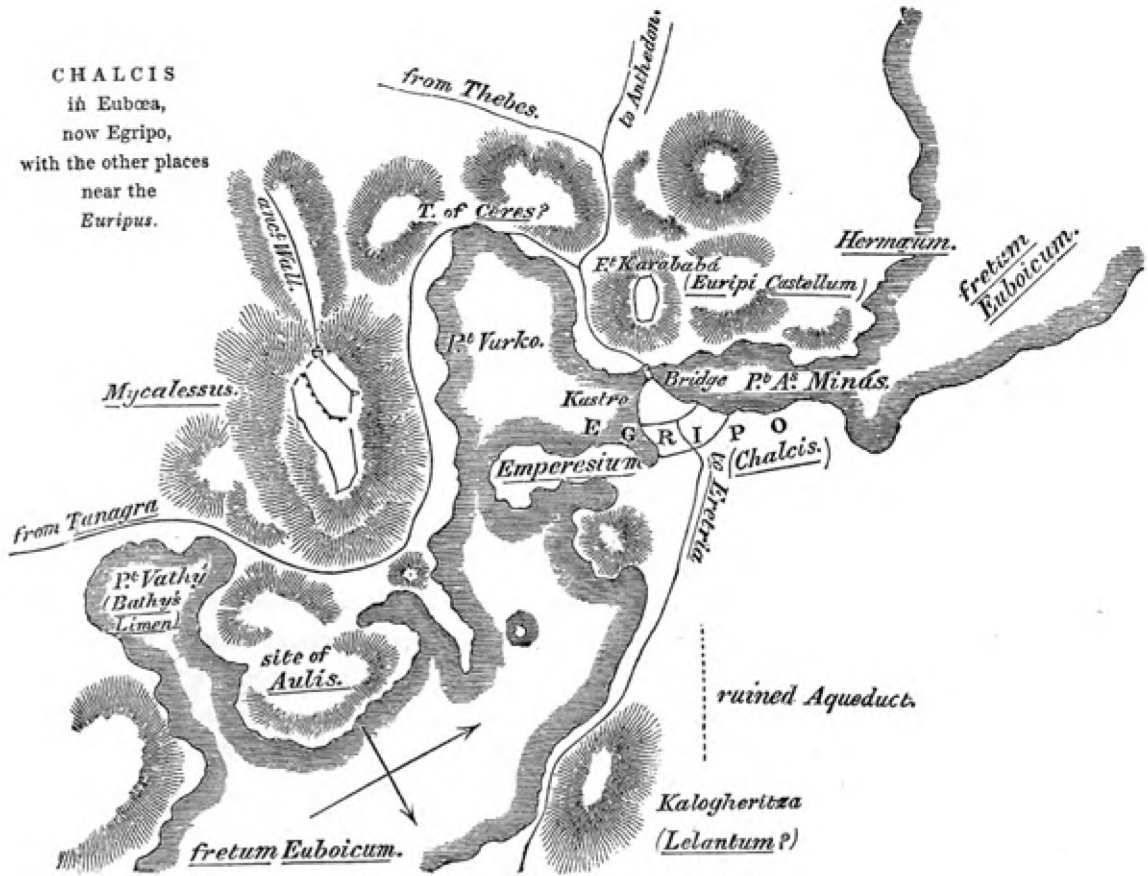 CHALCIS
in Eubœa,
now Egripo,
with the other places
near the
Euripus.
from Thebes.
to Anthedon.
anct. Wall.
T. of Ceres?
Hermæum.
fretum
Euboicum.
Ft. Karababá
(Euripi Castellum)
Pt. Vurko.
Mycalessus.
Bridge
Pt. As. Minás.
Kastro
EGRIPO
(Chalcis.)
Emperesium
to Eretria
from Tanagra
Pt. Vathý
(Bathýs
Limen)
site of
Aulis.
ruined Aqueduct.
Kalogheritza
(Lelantum?)
fretum Euboicum.